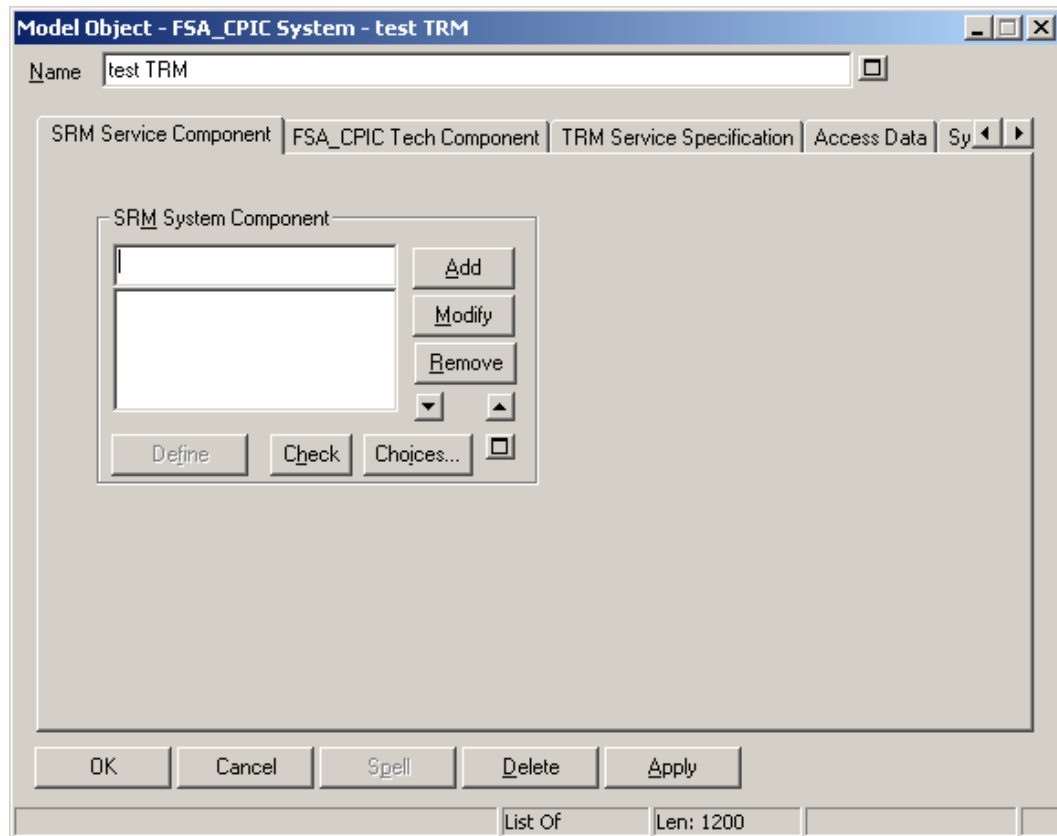 Model Object - FSA_CPIC System - test TRM
Name test TRM
SRM Service Component FSA_CPIC Tech Component TRM Service Specification Access Data Sy
SRM System Component
Add
Modify
Remove
Define Check Choices...
OK Cancel Spell Delete Apply
List Of Len: 1200